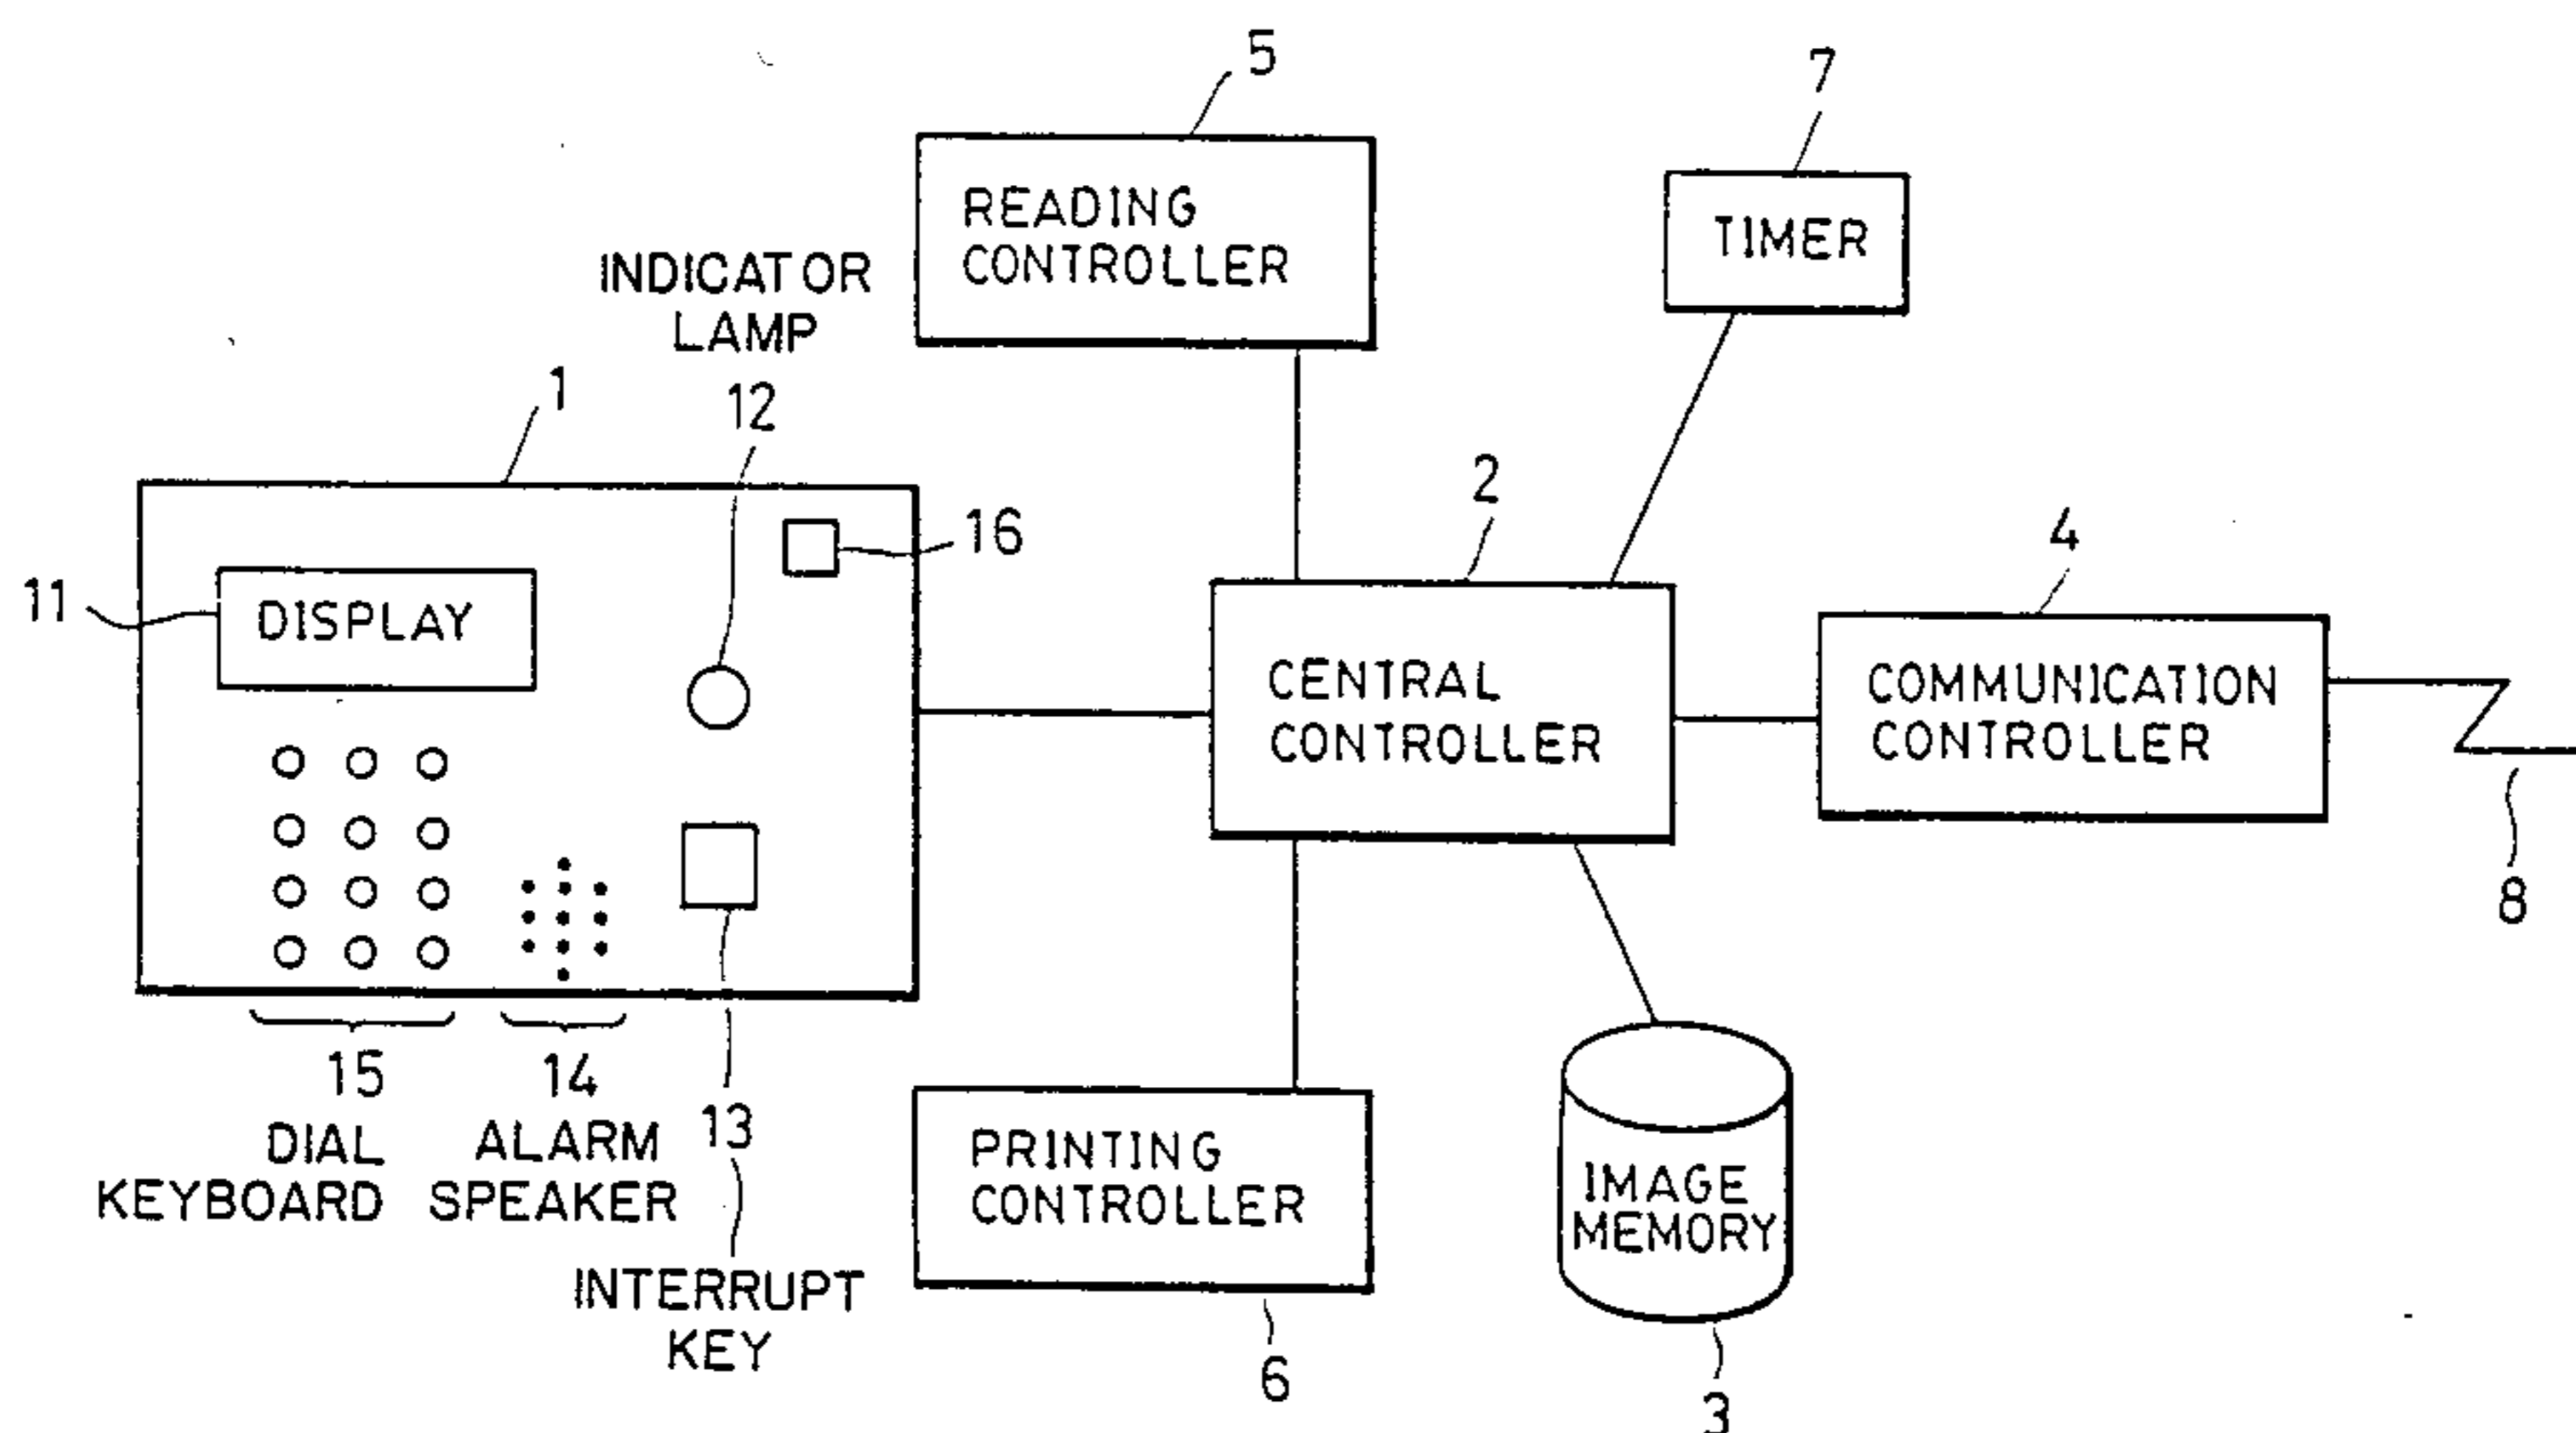 5
7
READING
CONTROLLER
TIMER
INDICATOR
LAMP
12
1
2
16
4
11
DISPLAY
CENTRAL
CONTROLLER
COMMUNICATION
CONTROLLER
8
15
14
13
DIAL
KEYBOARD
ALARM
SPEAKER
INTERRUPT
KEY
PRINTING
CONTROLLER
6
IMAGE
MEMORY
3